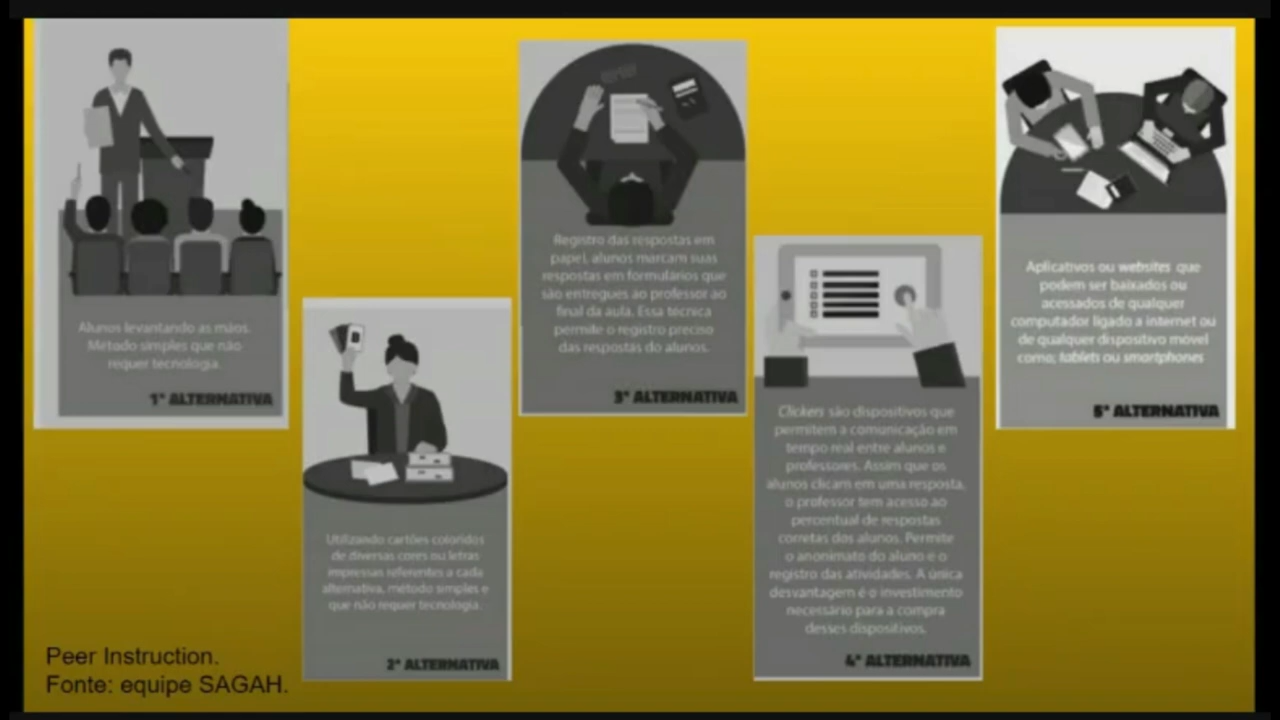 Alunos levantando as mãos.
Método simples que não
requer tecnologia.
1ª ALTERNATIVA
Utilizando cartões coloridos
de diversas cores ou letras
impressas referentes a cada
alternativa, método simples e
que não requer tecnologia.
2ª ALTERNATIVA
Registro das respostas em
papel, alunos marcam suas
respostas em formulários que
são entregues ao professor ao
final da aula. Essa técnica
permite o registro preciso
das respostas do alunos.
3ª ALTERNATIVA
Clickers são dispositivos que
permitem a comunicação em
tempo real entre alunos e
professores. Assim que os
alunos clicam em uma resposta,
o professor tem acesso ao
percentual de respostas
corretas dos alunos. Permite
o anonimato do aluno e o
registro das atividades. A única
desvantagem é o investimento
necessário para a compra
desses dispositivos.
4ª ALTERNATIVA
Aplicativos ou websites que
podem ser baixados ou
acessados de qualquer
computador ligado a internet ou
de qualquer dispositivo móvel
como; tablets ou smartphones
5ª ALTERNATIVA
Peer Instruction.
Fonte: equipe SAGAH.